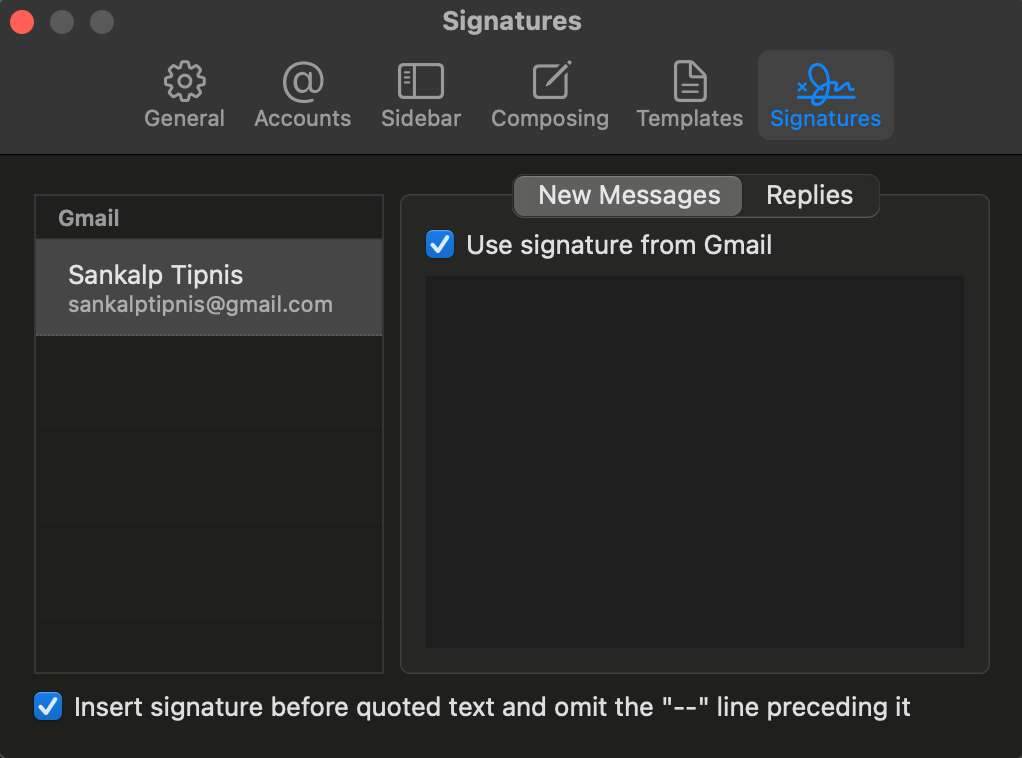 Signatures
General
Accounts
Sidebar
Composing
Templates
Signatures
Gmail
Sankalp Tipnis
sankalptipnis@gmail.com
New Messages
Replies
Use signature from Gmail
Insert signature before quoted text and omit the "--" line preceding it